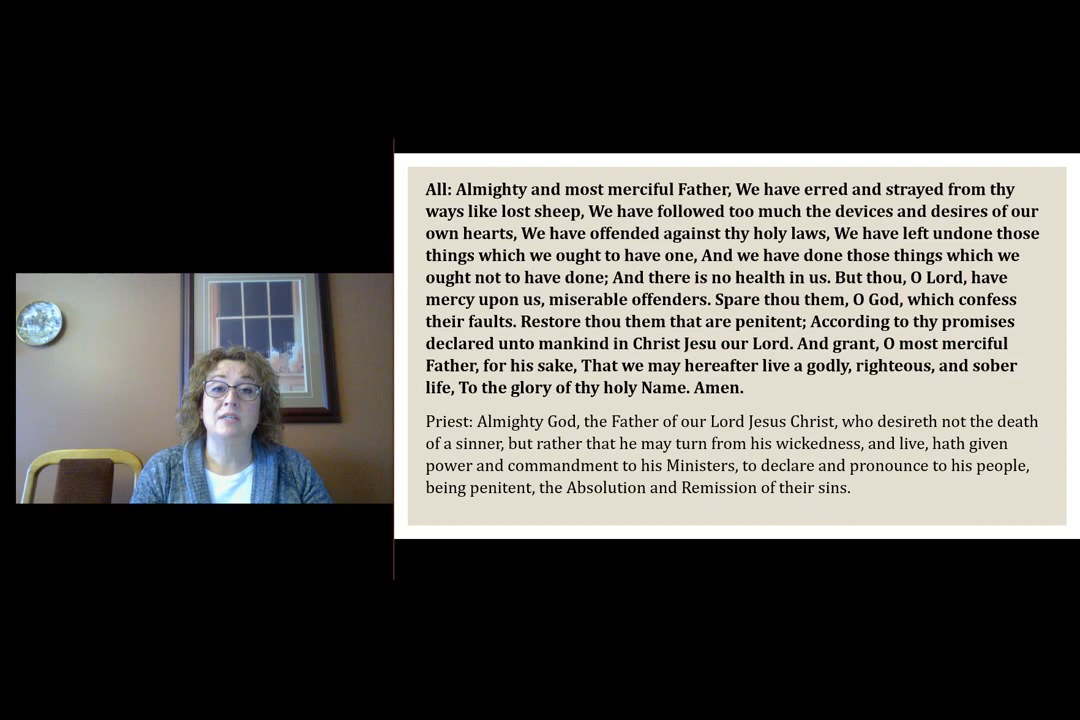 All: Almighty and most merciful Father, We have erred and strayed from thy
ways like lost sheep, We have followed too much the devices and desires of our
own hearts, We have offended against thy holy laws, We have left undone those
things which we ought to have one, And we have done those things which we
ought not to have done; And there is no health in us. But thou, O Lord, have
mercy upon us, miserable offenders. Spare thou them, O God, which confess
their faults. Restore thou them that are penitent; According to thy promises
declared unto mankind in Christ Jesu our Lord. And grant, O most merciful
Father, for his sake, That we may hereafter live a godly, righteous, and sober
life, To the glory of thy holy Name. Amen.
Priest: Almighty God, the Father of our Lord Jesus Christ, who desireth not the death
of a sinner, but rather that he may turn from his wickedness, and live, hath given
power and commandment to his Ministers, to declare and pronounce to his people,
being penitent, the Absolution and Remission of their sins.